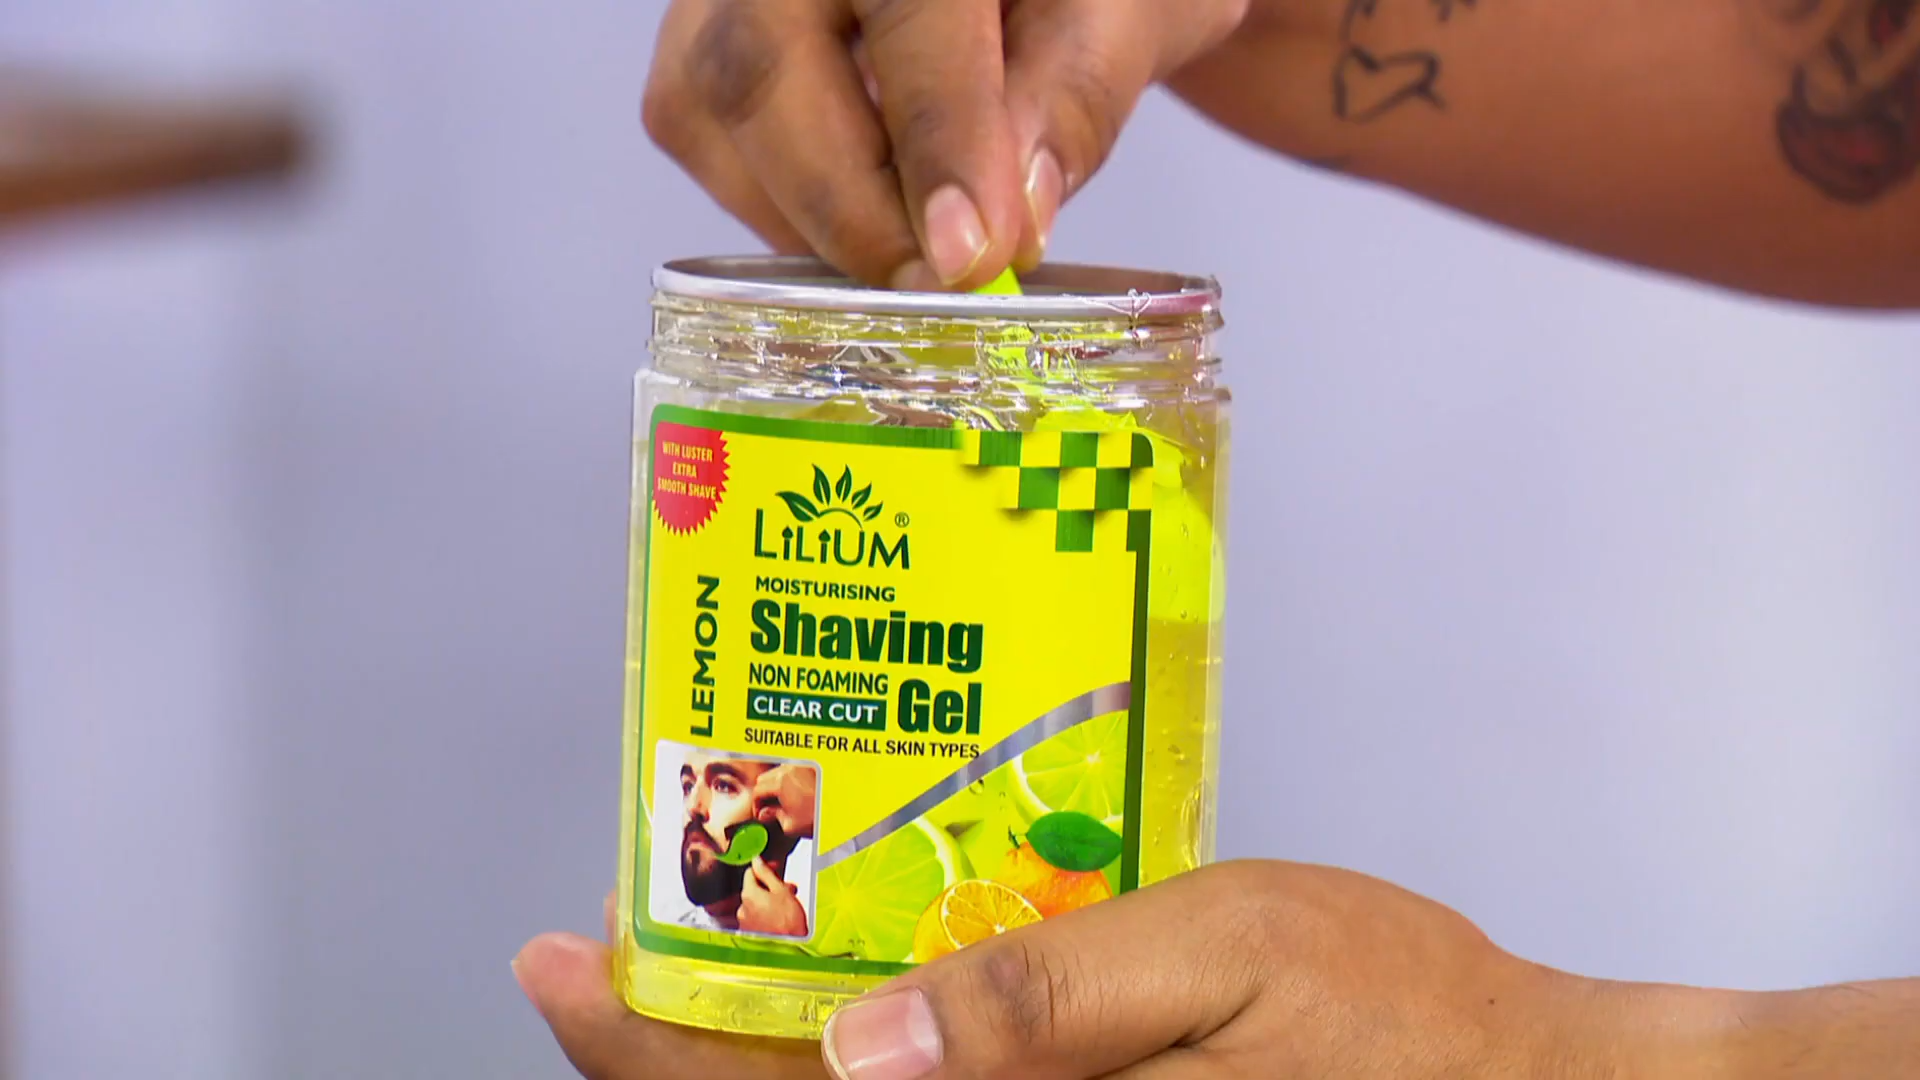 WITH LUSTER
EXTRA
SMOOTH SHAVE
LiLiUM®
MOISTURISING
Shaving
NON FOAMING
Gel
CLEAR CUT
SUITABLE FOR ALL SKIN TYPES
LEMON